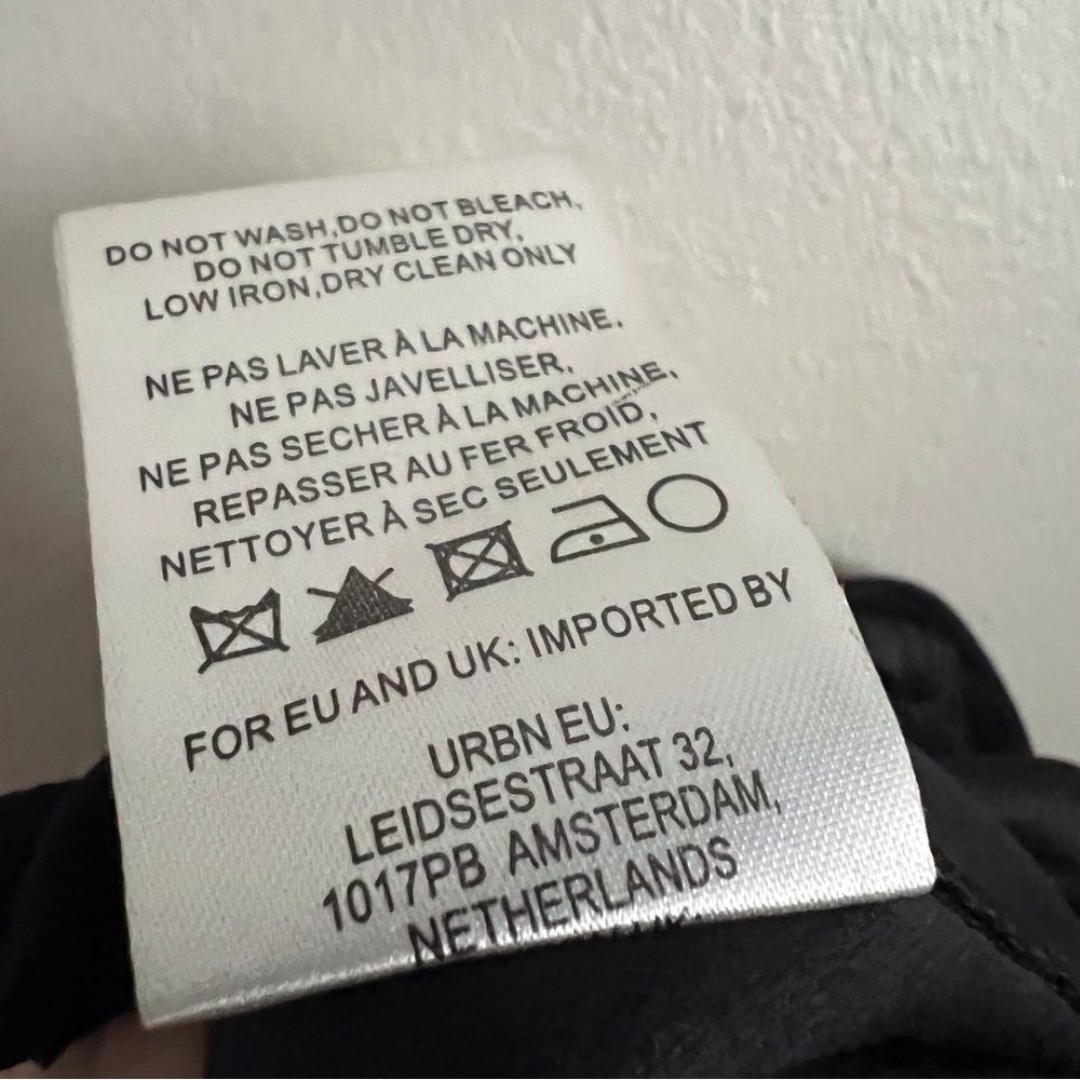 DO NOT WASH,DO NOT BLEACH,
DO NOT TUMBLE DRY,
LOW IRON,DRY CLEAN ONLY
NE PAS LAVER À LA MACHINE,
NE PAS JAVELLISER,
NE PAS SECHER À LA MACHINE,
REPASSER AU FER FROID,
NETTOYER À SEC SEULEMENT
FOR EU AND UK: IMPORTED BY
URBN EU:
LEIDSESTRAAT 32,
1017PB AMSTERDAM,
NETHERLANDS